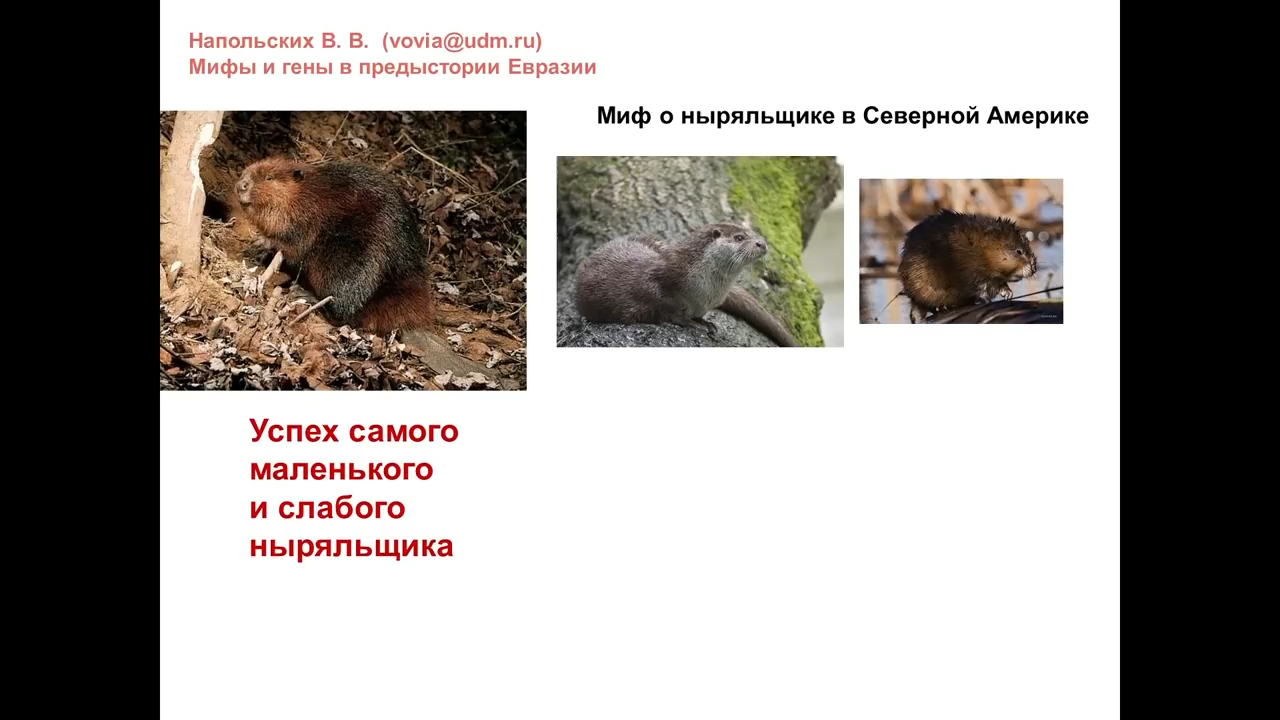 Напольских В. В. (vovia@udm.ru)
Мифы и гены в предыстории Евразии
Миф о ныряльщике в Северной Америке
Успех самого
маленького
и слабого
ныряльщика